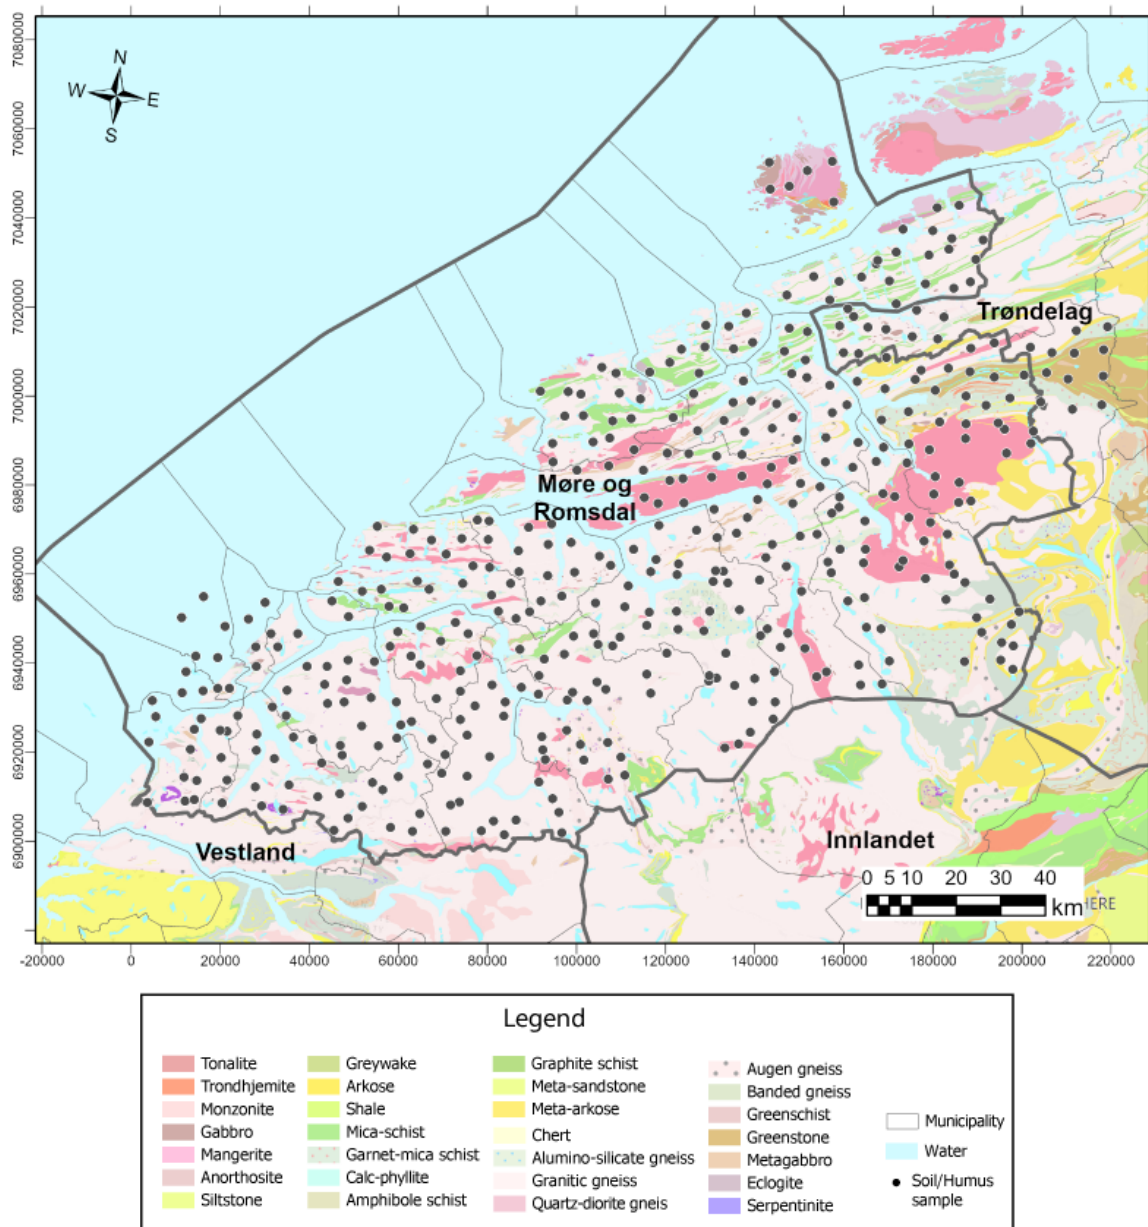 N
W E
S
7080000
7060000
7040000
7020000
7000000
6980000
6960000
6940000
6920000
6900000
Trøndelag
Møre og
Romsdal
Vestland
Innlandet
0 5 10 20 30 40
km
HERE
-20000 0 20000 40000 60000 80000 100000 120000 140000 160000 180000 200000 220000
Legend
Tonalite
Trondhjemite
Monzonite
Gabbro
Mangerite
Anorthosite
Siltstone
Greywake
Arkose
Shale
Mica-schist
Garnet-mica schist
Calc-phyllite
Amphibole schist
Graphite schist
Meta-sandstone
Meta-arkose
Chert
Alumino-silicate gneiss
Granitic gneiss
Quartz-diorite gneis
Augen gneiss
Banded gneiss
Greenschist
Greenstone
Metagabbro
Eclogite
Serpentinite
Municipality
Water
Soil/Humus
sample